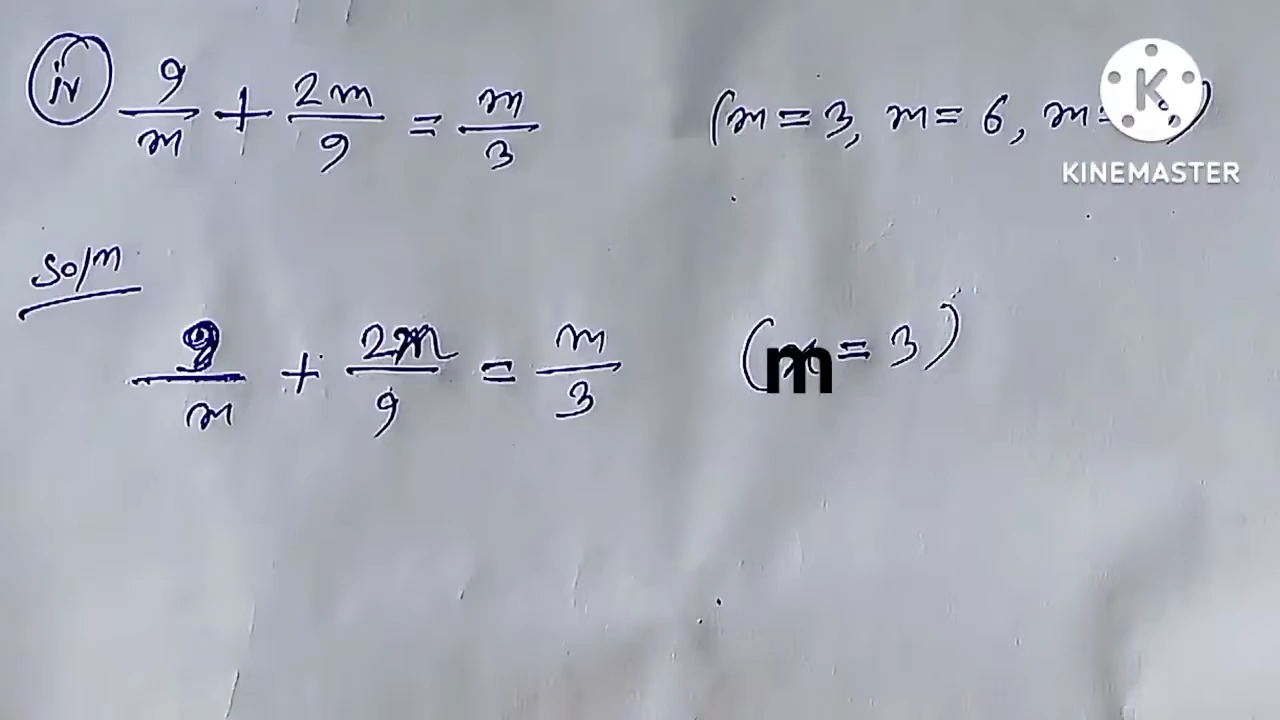 iv 9/m + 2m/9 = m/3 (m = 3, m = 6, m =
K
KINEMASTER
Soln
9/m + 2m/9 = m/3 (m = 3)